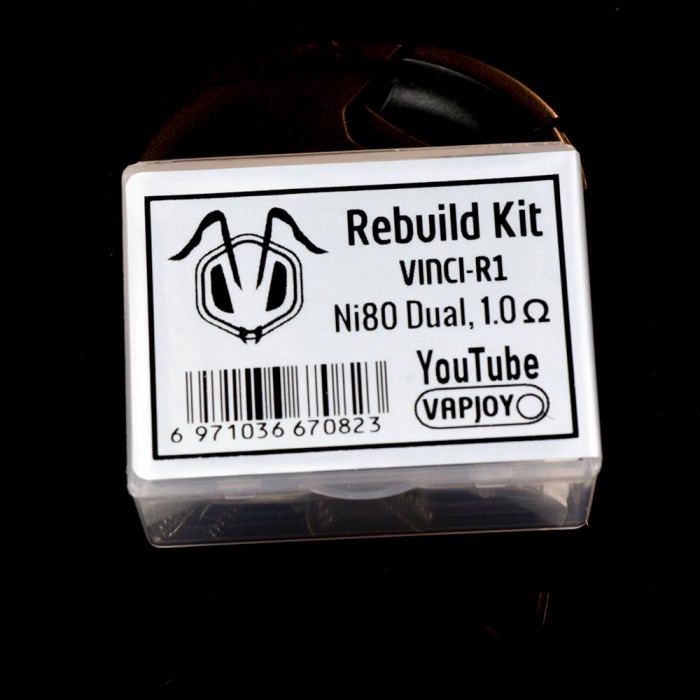 Rebuild Kit
VINCI-R1
Ni80 Dual, 1.0 Ω
YouTube
VAPJOY
6 971036 670823